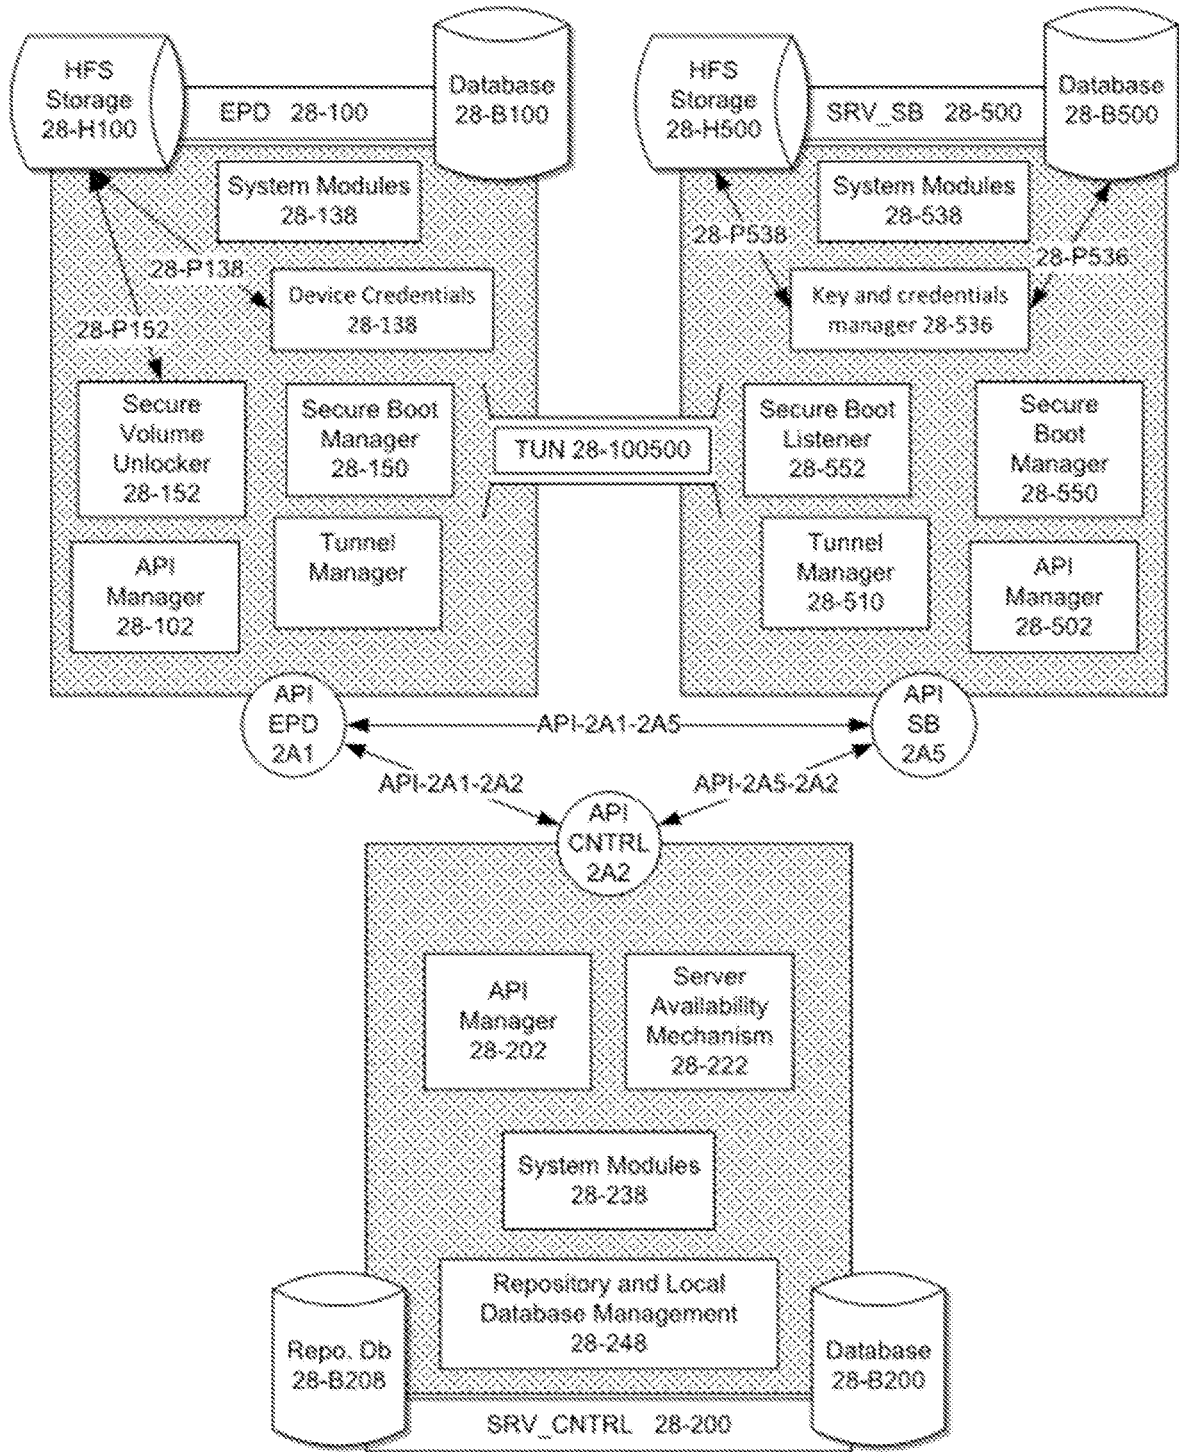 HFS
Storage
28-H100
EPD 28-100
Database
28-B100
System Modules
28-138
28-P138
Device Credentials
28-138
28-P152
Secure
Volume
Unlocker
28-152
Secure Boot
Manager
28-150
API
Manager
28-102
Tunnel
Manager
TUN 28-100500
HFS
Storage
28-H500
SRV_SB 28-500
Database
28-B500
System Modules
28-538
28-P538
28-P536
Key and credentials
manager 28-536
Secure Boot
Listener
28-552
Secure
Boot
Manager
28-550
Tunnel
Manager
28-510
API
Manager
28-502
API
EPD
2A1
API-2A1-2A5
API
SB
2A5
API-2A1-2A2
API-2A5-2A2
API
CNTRL
2A2
API
Manager
28-202
Server
Availability
Mechanism
28-222
System Modules
28-238
Repository and Local
Database Management
28-248
Repo. Db
28-B208
Database
28-B200
SRV_CNTRL 28-200